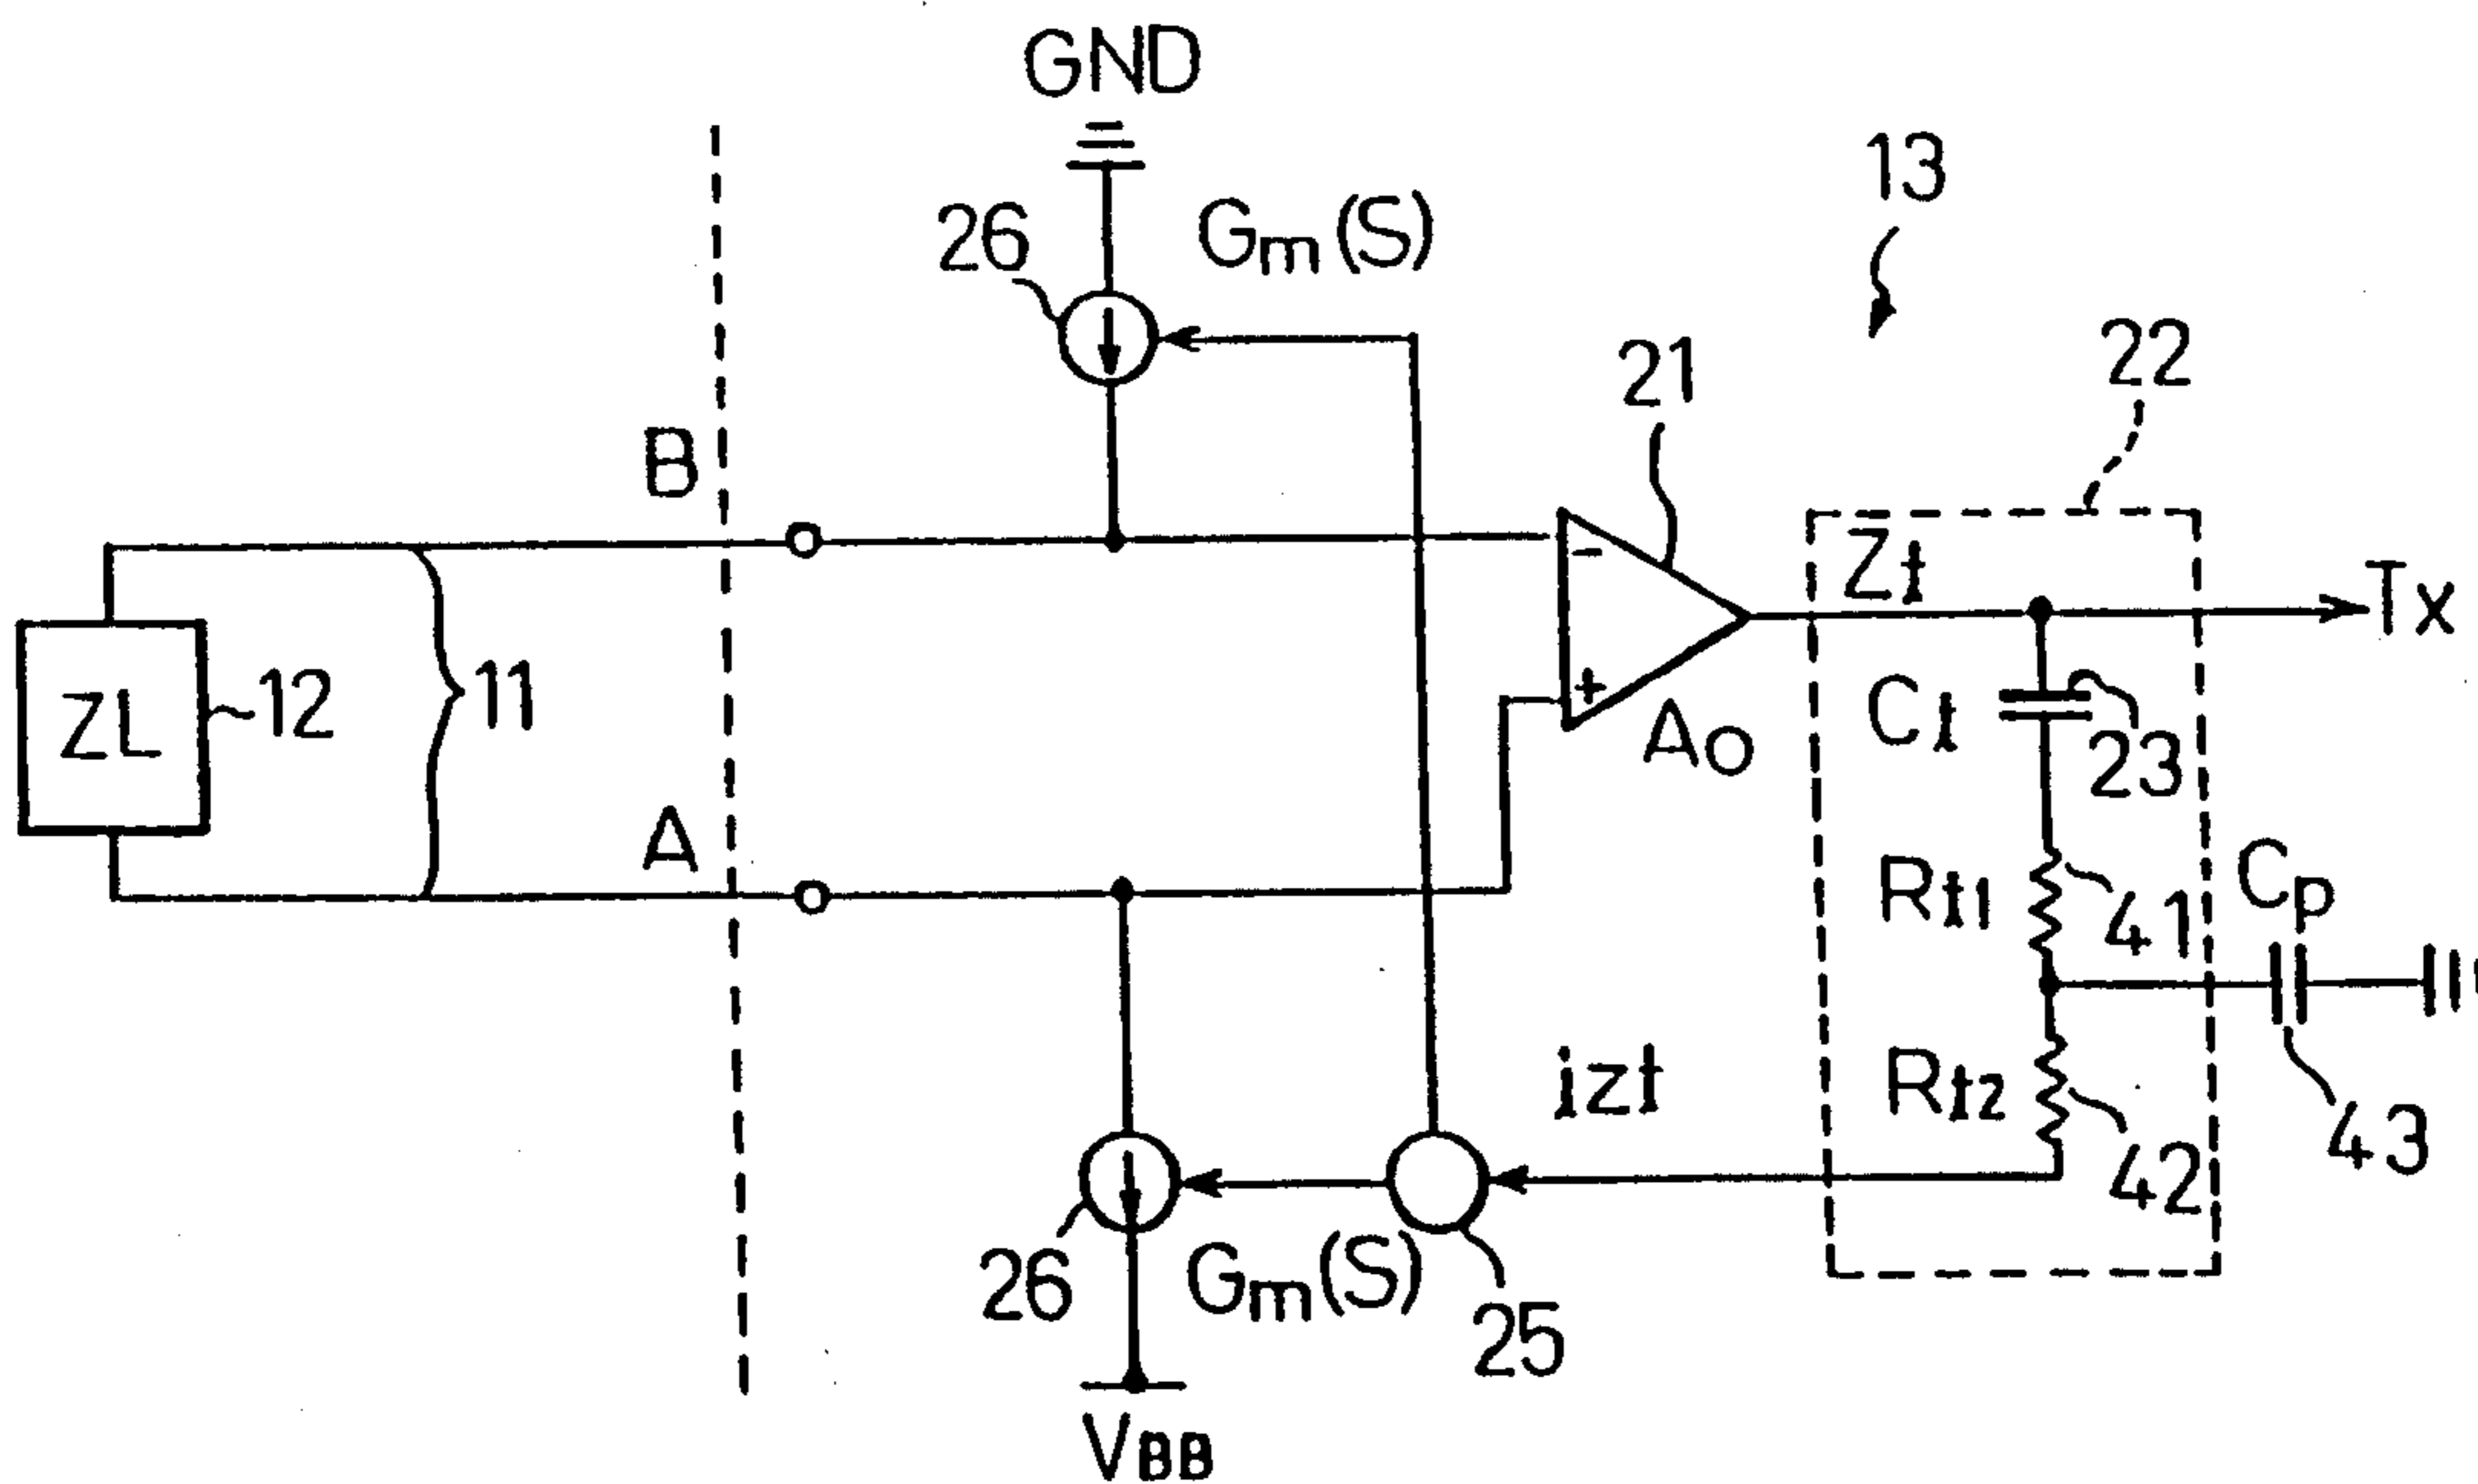 GND
13
26
Gm(S)
22
21
B
Zt
Tx
-
ZL
12
11
Ct
+
23
Ao
A
Rt1
41
Cp
izt
Rt2
43
42
26
Gm(S)
25
VBB